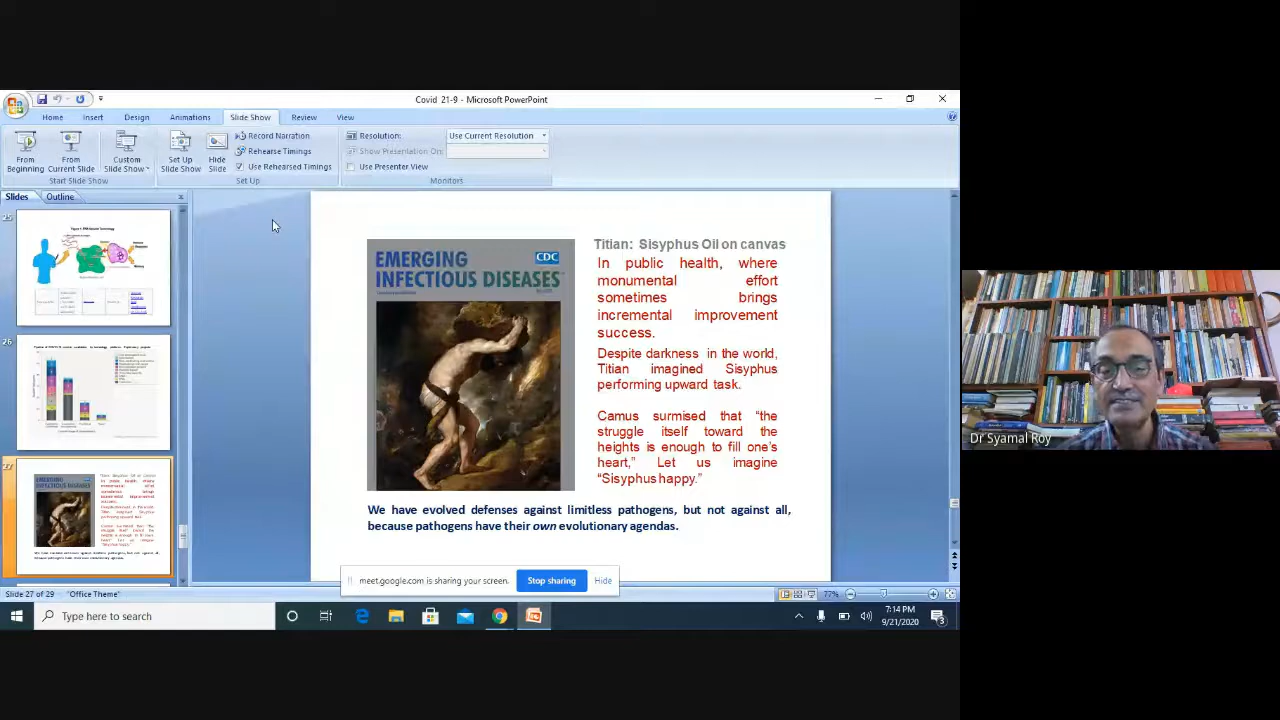 Covid 21-9 - Microsoft PowerPoint
Home Insert Design Animations Slide Show Review View
From Beginning
From Current Slide
Custom Slide Show
Start Slide Show
Set Up Slide Show
Hide Slide
Record Narration
Rehearse Timings
Use Rehearsed Timings
Set Up
Resolution: Use Current Resolution
Show Presentation On:
Use Presenter View
Monitors
Slides Outline
25
26
27
EMERGING
INFECTIOUS DISEASES
CDC
Titian: Sisyphus Oil on canvas
In public health, where
monumental effort
sometimes brings
incremental improvement
success.
Despite darkness in the world,
Titian imagined Sisyphus
performing upward task.
Camus surmised that “the
struggle itself toward the
heights is enough to fill one's
heart,” Let us imagine
“Sisyphus happy.”
We have evolved defenses against limitless pathogens, but not against all,
because pathogens have their own evolutionary agendas.
meet.google.com is sharing your screen.
Stop sharing
Hide
Slide 27 of 29 "Office Theme"
77%
Type here to search
7:14 PM
9/21/2020
3
Dr Syamal Roy